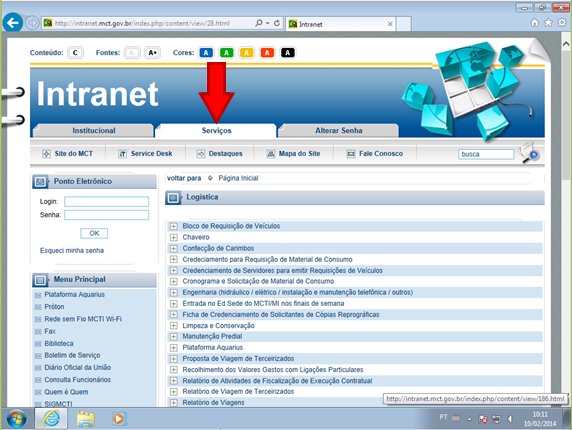 http://intranet.mct.gov.br/index.php/content/view/28.html
Intranet
Conteúdo: C Fontes: A- A+ Cores: A A A A A
Intranet
Institucional Serviços Alterar Senha
Site do MCT Service Desk Destaques Mapa do Site Fale Conosco busca
Ponto Eletrônico
Login:
Senha:
OK
Esqueci minha senha
Menu Principal
Plataforma Aquarius
Próton
Rede sem Fio MCTI Wi-Fi
Fax
Biblioteca
Boletim de Serviço
Diário Oficial da União
Consulta Funcionários
Quem è Quem
SIGMCTI
voltar para Página Inicial
Logística
Bloco de Requisição de Veículos
Chaveiro
Confecção de Carimbos
Credeciamento para Requisição de Material de Consumo
Credenciamento de Servidores para emitir Requisições de Veículos
Cronograma e Solicitação de Material de Consumo
Engenharia (hidráulico / elétrico / instalação e manutenção telefônica / outros)
Entrada no Ed Sede do MCTI/MI nos finais de semana
Ficha de Credenciamento de Solicitantes de Cópias Reprográficas
Limpeza e Conservação
Manutenção Predial
Plataforma Aquarius
Proposta de Viagem de Terceirizados
Recolhimento dos Valores Gastos com Ligações Particulares
Relatório de Atividades de Fiscalização de Execução Contratual
Relatório de Viagem de Terceirizados
Relatório de Viagens
http://intranet.mct.gov.br/index.php/content/view/186.html
PT
10:11
10/02/2014